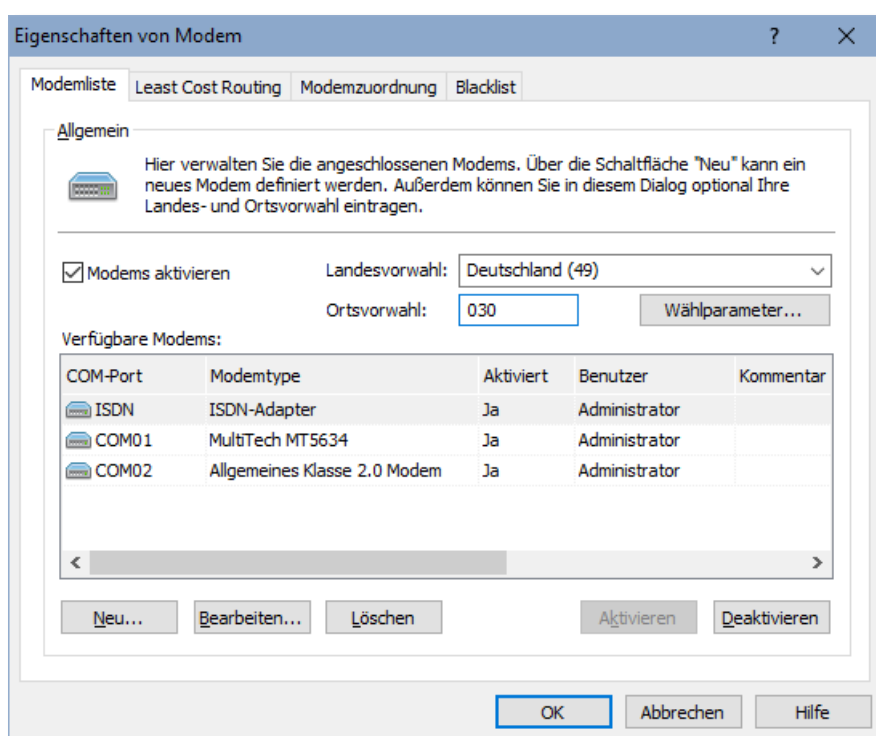 Eigenschaften von Modem ?
Modemliste Least Cost Routing Modemzuordnung Blacklist
Allgemein
Hier verwalten Sie die angeschlossenen Modems. Über die Schaltfläche "Neu" kann ein
neues Modem definiert werden. Außerdem können Sie in diesem Dialog optional Ihre
Landes- und Ortsvorwahl eintragen.
Modems aktivieren Landesvorwahl: Deutschland (49)
Ortsvorwahl: 030 Wählparameter...
Verfügbare Modems:
COM-Port Modemtype Aktiviert Benutzer Kommentar
ISDN ISDN-Adapter Ja Administrator
COM01 MultiTech MT5634 Ja Administrator
COM02 Allgemeines Klasse 2.0 Modem Ja Administrator
Neu... Bearbeiten... Löschen Aktivieren Deaktivieren
OK Abbrechen Hilfe